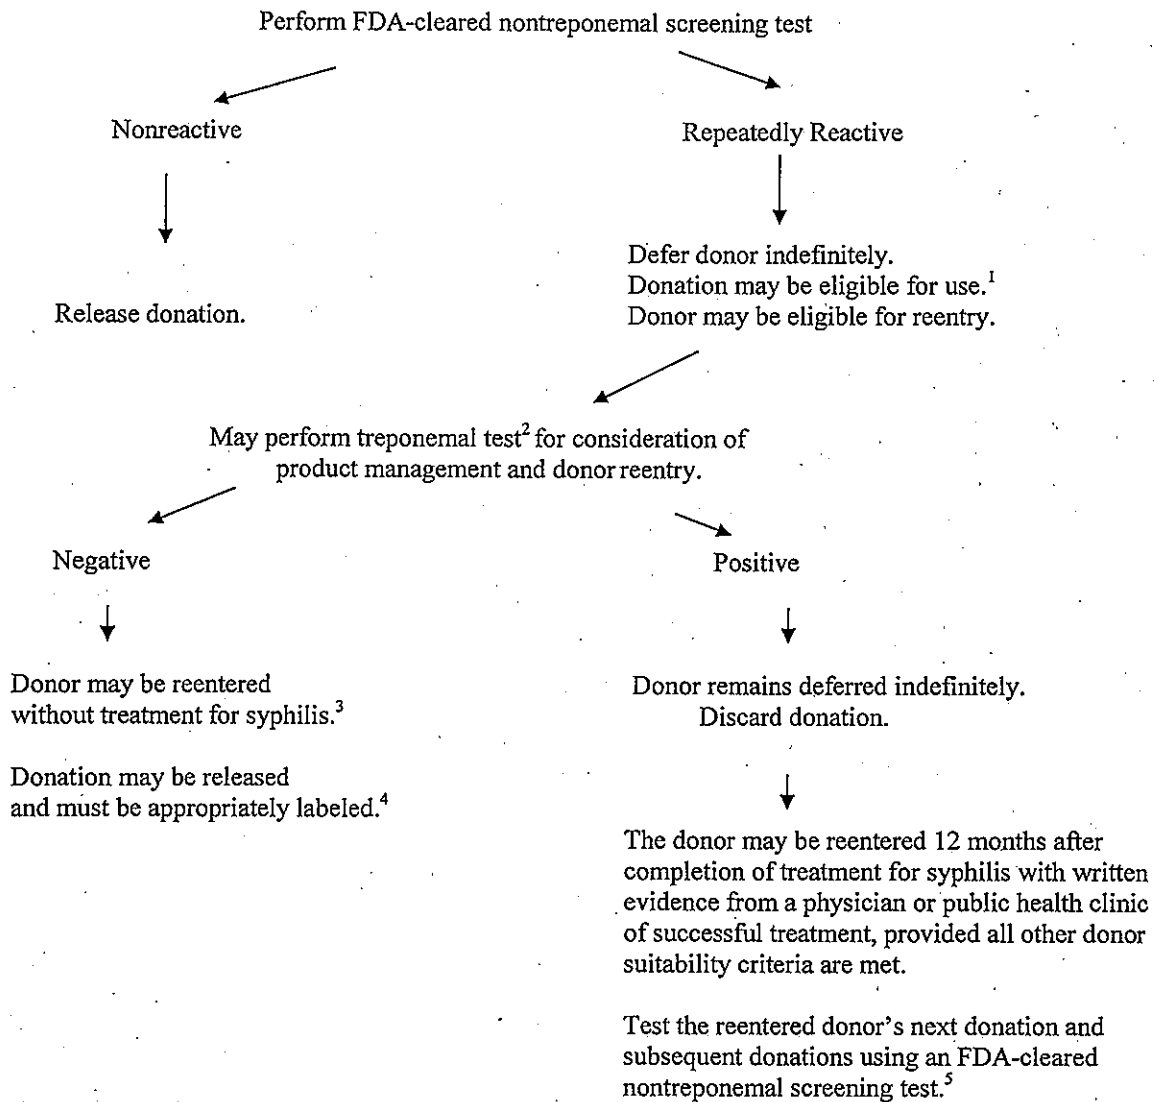 Perform FDA-cleared nontreponemal screening test
Nonreactive
Repeatedly Reactive
Release donation.
Defer donor indefinitely.
Donation may be eligible for use.¹
Donor may be eligible for reentry.
May perform treponemal test² for consideration of
product management and donor reentry.
Negative
Positive
Donor may be reentered
without treatment for syphilis.³
Donation may be released
and must be appropriately labeled.⁴
Donor remains deferred indefinitely.
Discard donation.
The donor may be reentered 12 months after
completion of treatment for syphilis with written
evidence from a physician or public health clinic
of successful treatment, provided all other donor
suitability criteria are met.
Test the reentered donor's next donation and
subsequent donations using an FDA-cleared
nontreponemal screening test.⁵